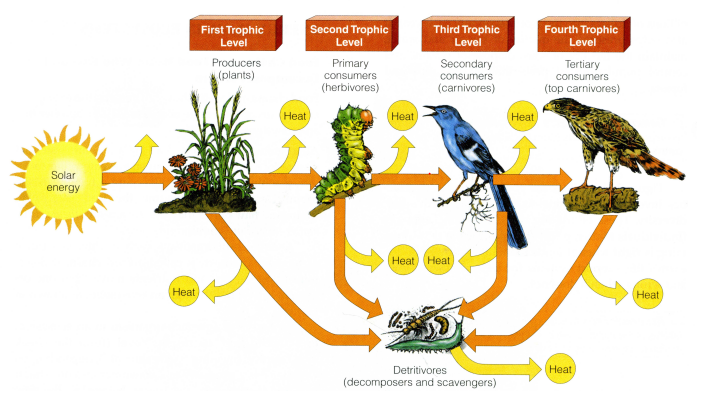 First Trophic
Level
Second Trophic
Level
Third Trophic
Level
Fourth Trophic
Level
Producers
(plants)
Primary
consumers
(herbivores)
Secondary
consumers
(carnivores)
Tertiary
consumers
(top carnivores)
Heat
Heat
Heat
Solar
energy
Heat
Heat
Heat
Heat
Detritivores
(decomposers and scavengers)
Heat